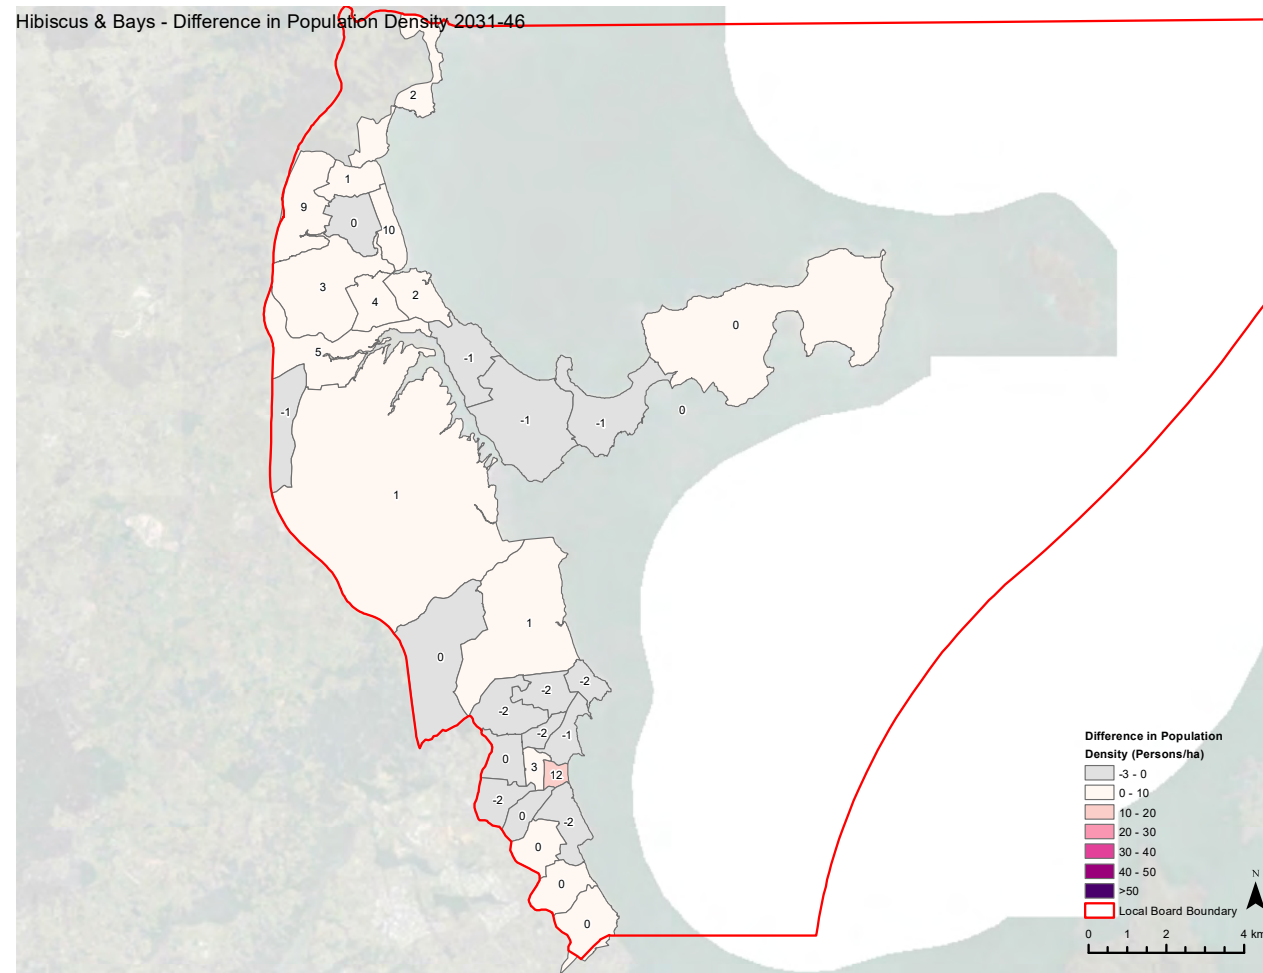 Hibiscus & Bays - Difference in Population Density 2031-46
2
1
9
0
10
3
4
2
0
5
-1
-1
-1
-1
0
1
1
0
-2
-2
-2
-2
-1
0
3
12
-2
0
-2
0
0
0
Difference in Population
Density (Persons/ha)
-3 - 0
0 - 10
10 - 20
20 - 30
30 - 40
40 - 50
>50
Local Board Boundary
N
0 1 2 4 km